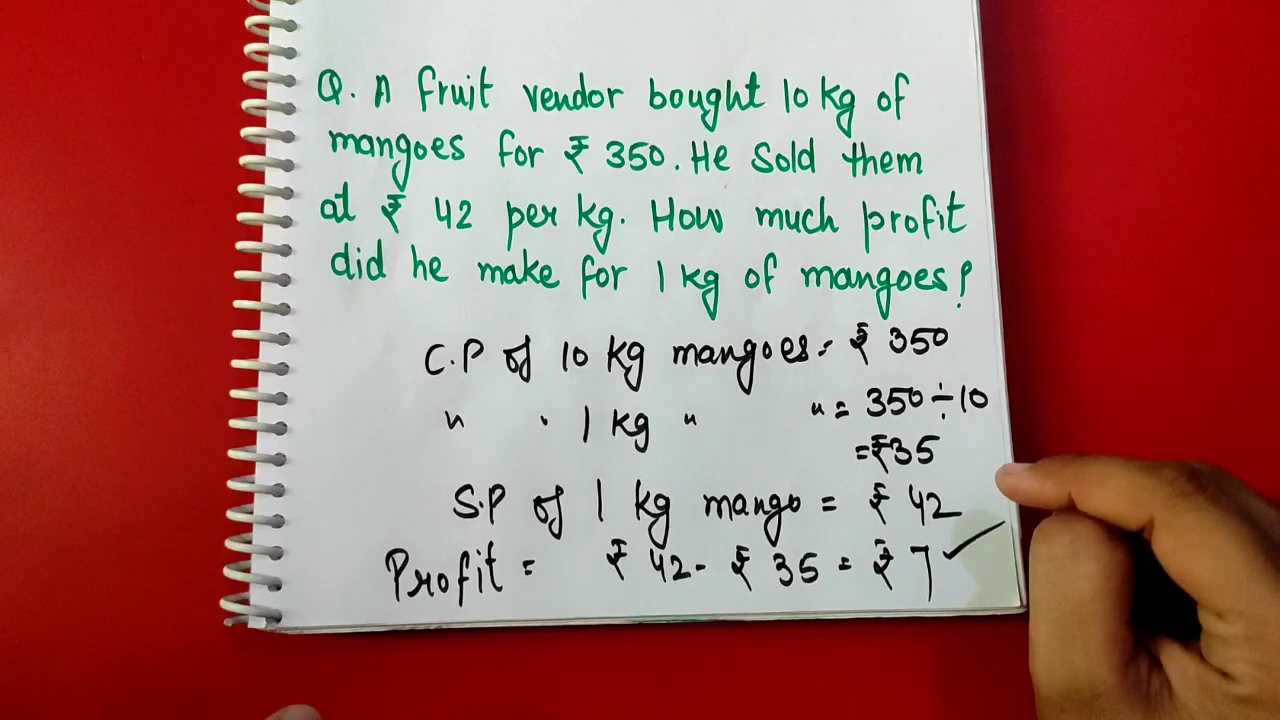 Q. A fruit vendor bought 10 kg of
mangoes for ₹ 350. He Sold them
at ₹ 42 per kg. How much profit
did he make for 1 kg of mangoes?
C.P of 10 kg mangoes = ₹ 350
" " 1 kg " " = 350 ÷ 10
= ₹35
S.P of 1 kg mango = ₹ 42
Profit = ₹ 42 - ₹ 35 = ₹ 7 ✓